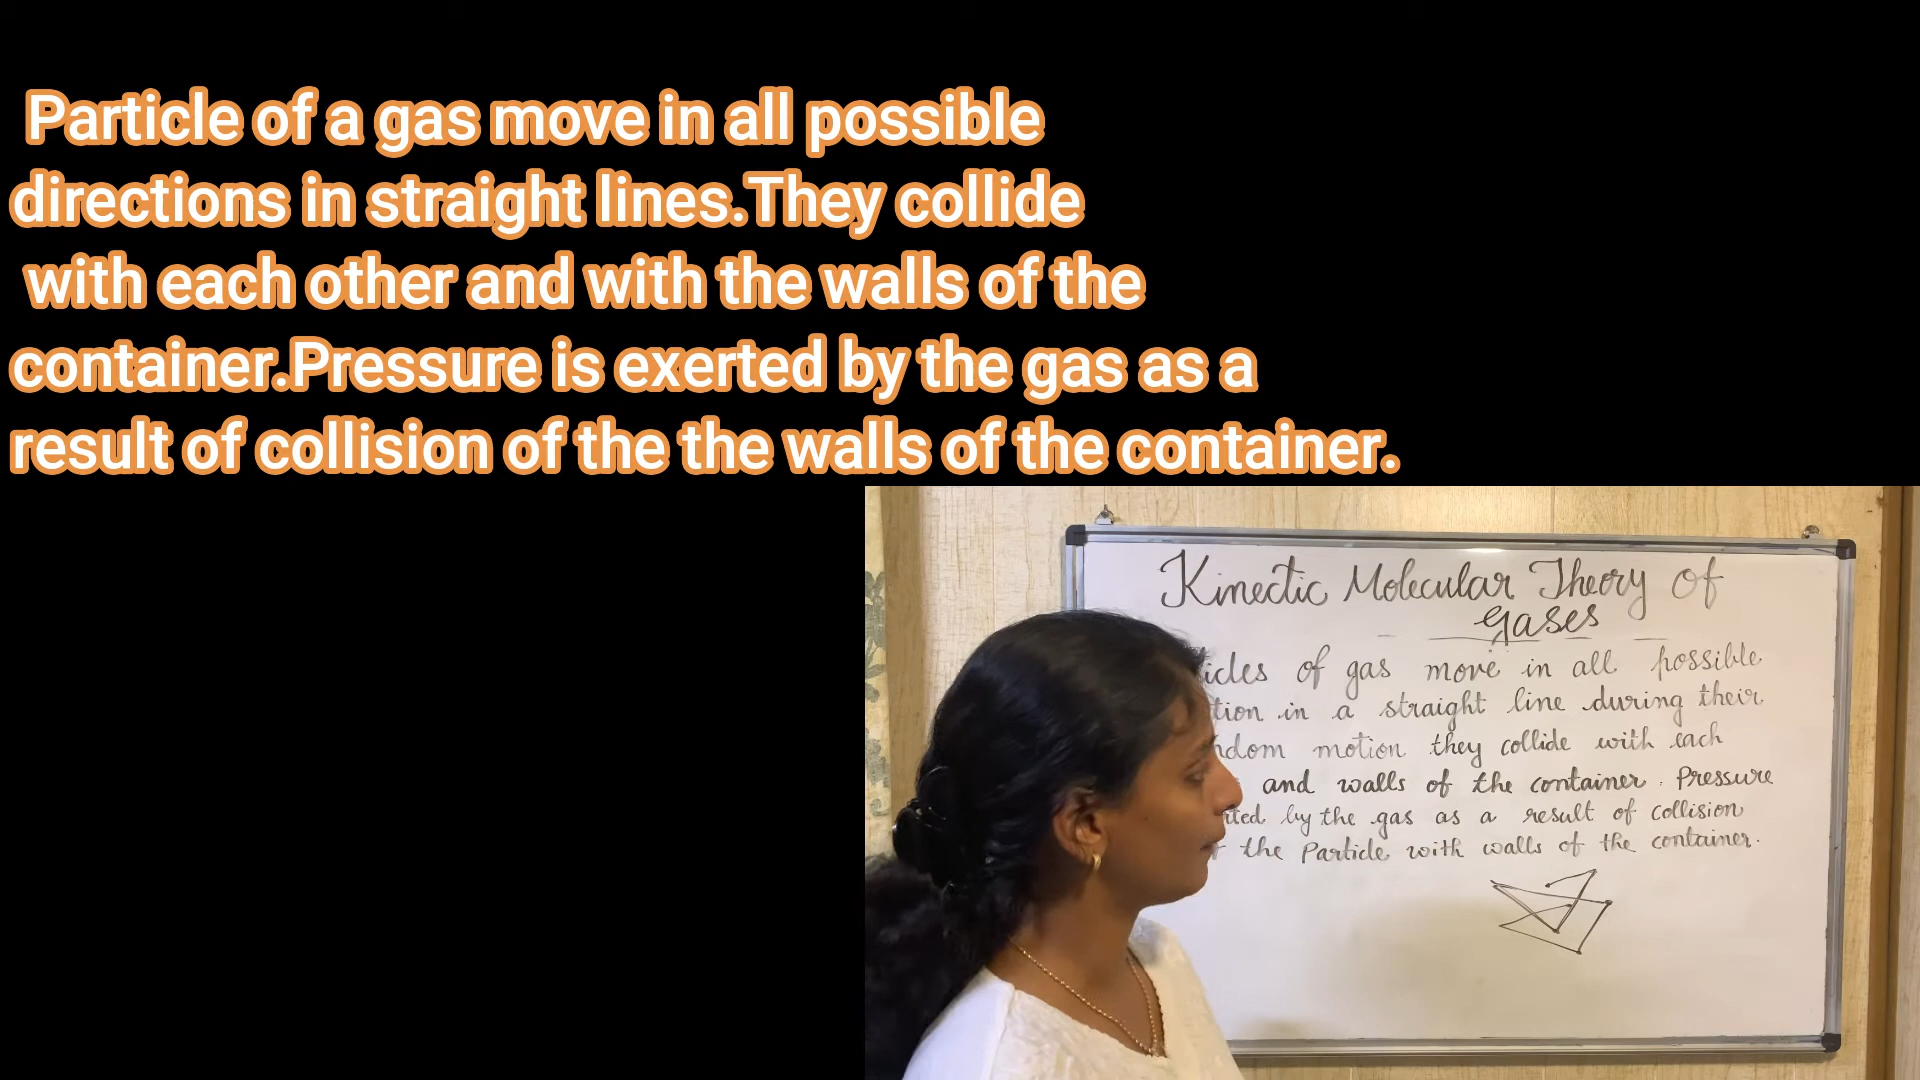 Particle of a gas move in all possible
directions in straight lines.They collide
with each other and with the walls of the
container.Pressure is exerted by the gas as a
result of collision of the the walls of the container.
Kinectic Molecular Theory of
gases
icles of gas move in all possible
tion in a straight line during their
ndom motion they collide with each
and walls of the container. Pressure
ted by the gas as a result of collision
the Particle with walls of the container.